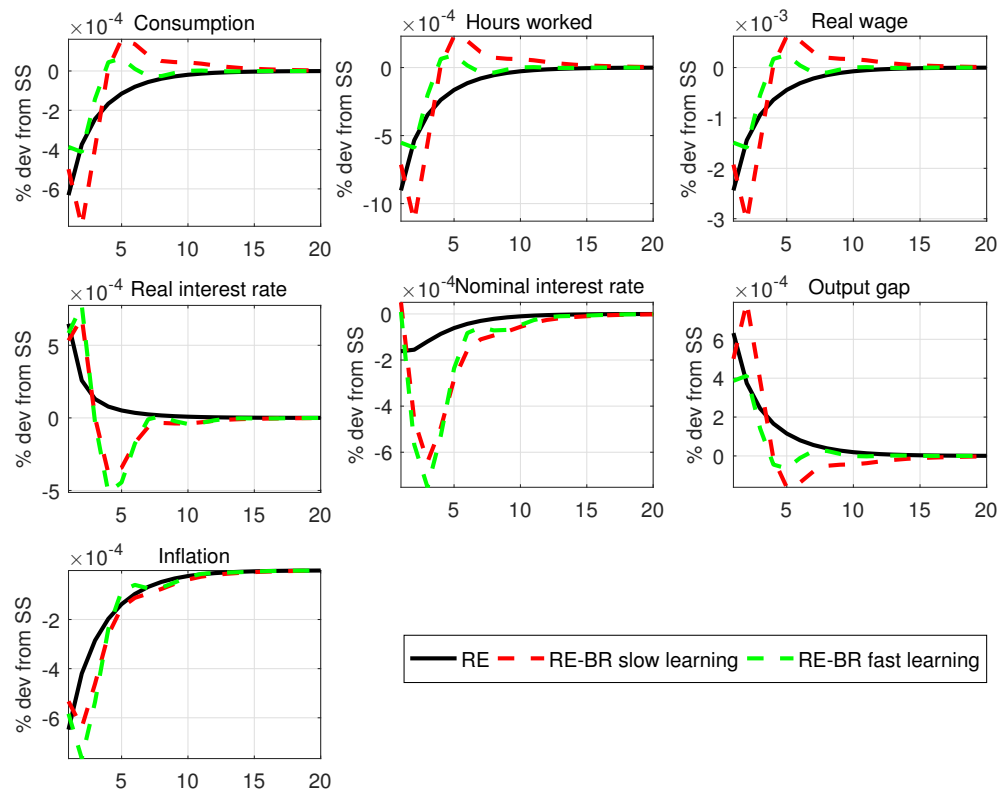 ×10⁻⁴ Consumption
% dev from SS
0
-2
-4
-6
5 10 15 20
×10⁻⁴ Hours worked
% dev from SS
0
-5
-10
5 10 15 20
×10⁻³ Real wage
% dev from SS
0
-1
-2
-3
5 10 15 20
×10⁻⁴ Real interest rate
% dev from SS
5
0
-5
5 10 15 20
×10⁻⁴ Nominal interest rate
% dev from SS
0
-2
-4
-6
5 10 15 20
×10⁻⁴ Output gap
% dev from SS
6
4
2
0
5 10 15 20
×10⁻⁴ Inflation
% dev from SS
-2
-4
-6
5 10 15 20
RE RE-BR slow learning RE-BR fast learning